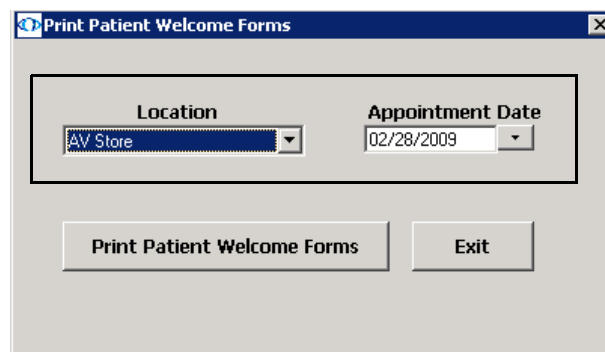 Print Patient Welcome Forms
Location Appointment Date
AV Store 02/28/2009
Print Patient Welcome Forms Exit